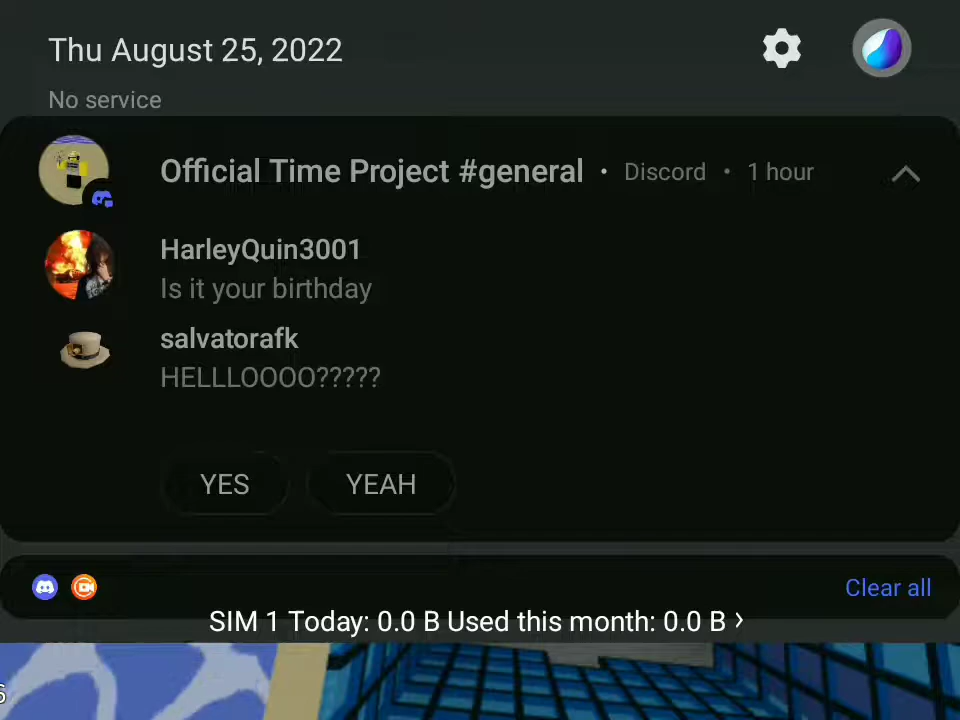 Thu August 25, 2022
No service
Official Time Project #general • Discord • 1 hour
HarleyQuin3001
Is it your birthday
salvatorafk
HELLLOOOO?????
YES YEAH
Clear all
SIM 1 Today: 0.0 B Used this month: 0.0 B ›